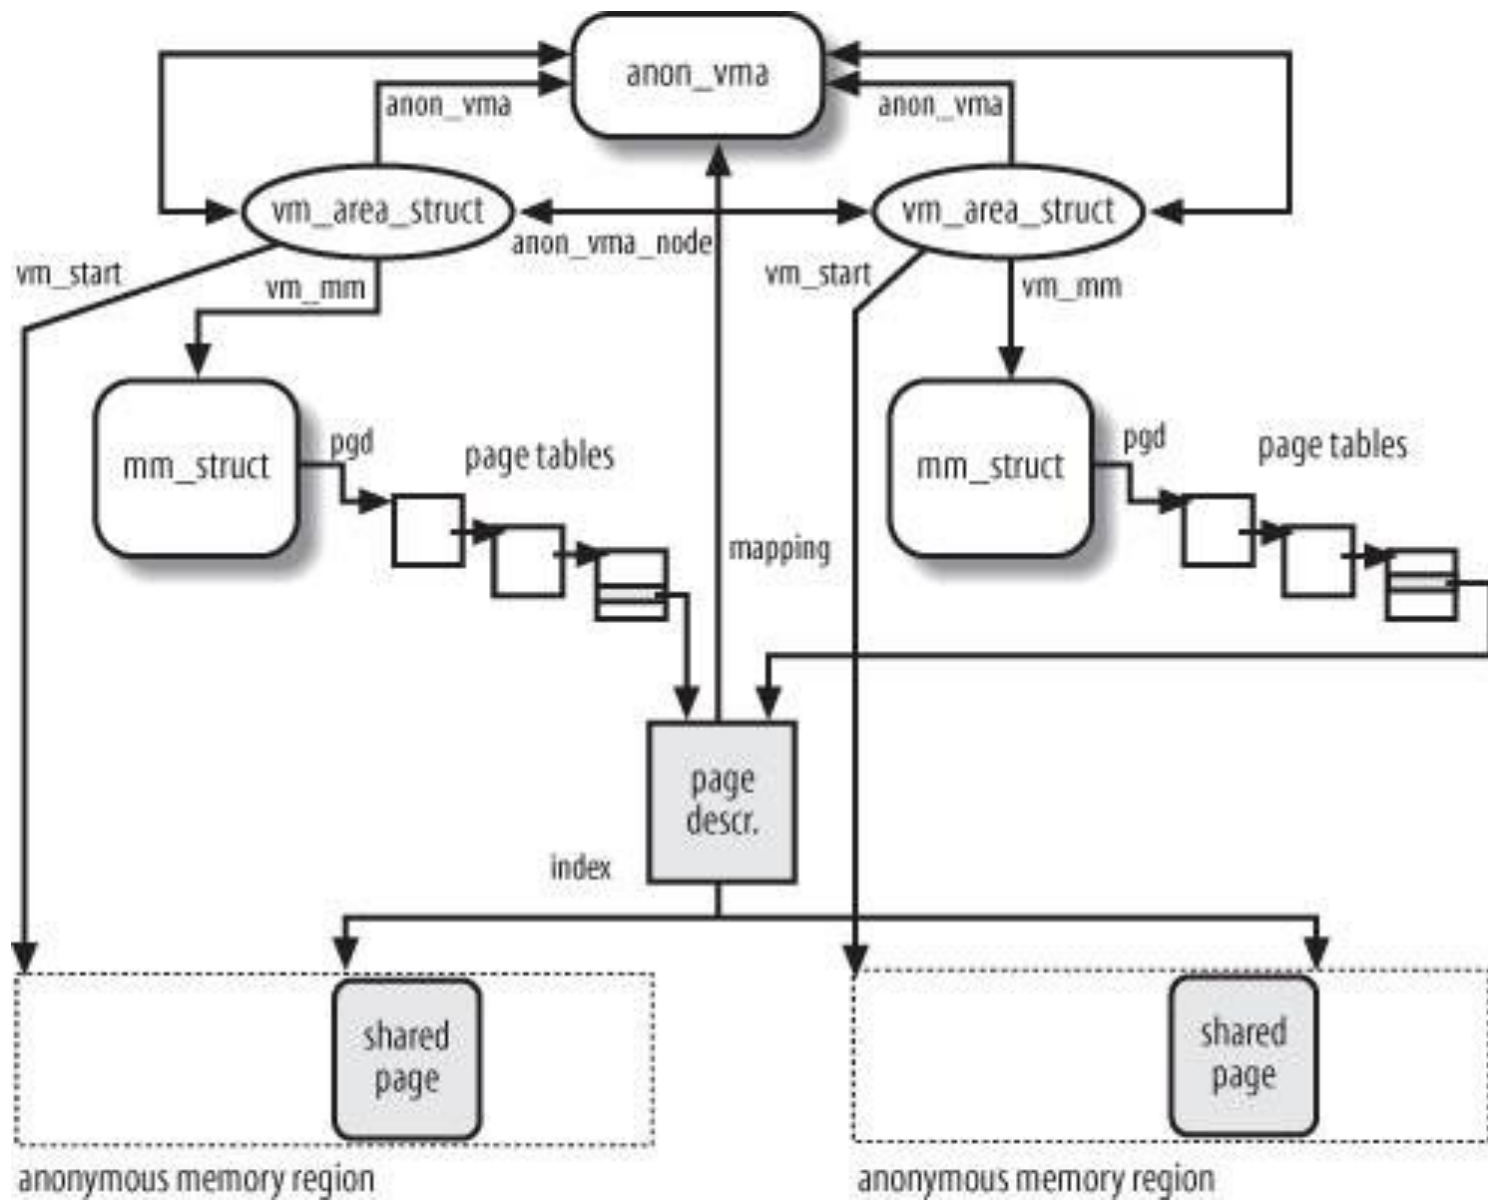 anon_vma
anon_vma
anon_vma
vm_area_struct
vm_area_struct
anon_vma_node
vm_start
vm_mm
vm_start
vm_mm
mm_struct
pgd
page tables
mm_struct
pgd
page tables
mapping
page
descr.
index
shared
page
shared
page
anonymous memory region
anonymous memory region